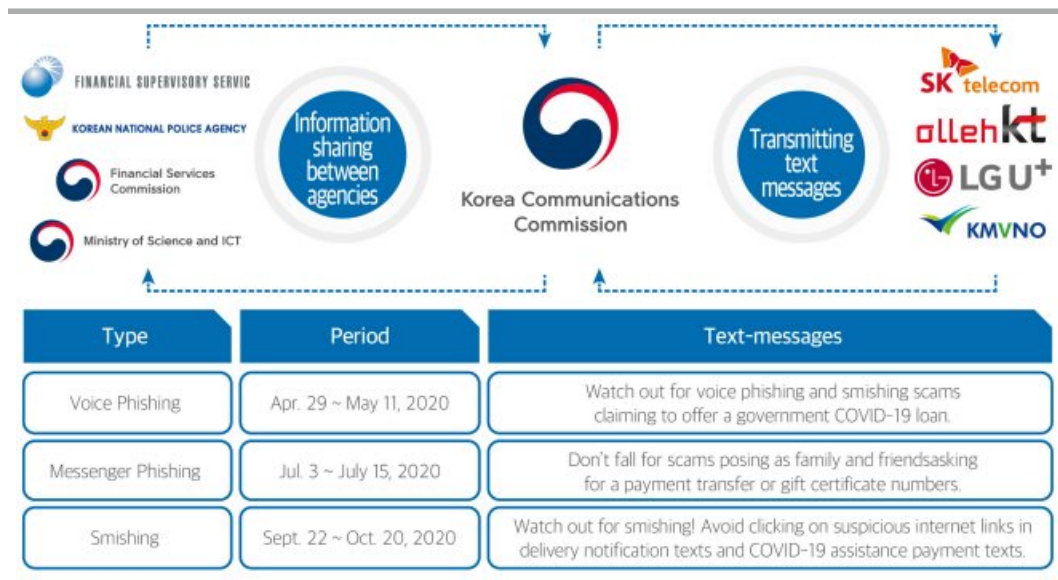 FINANCIAL SUPERVISORY SERVIC
KOREAN NATIONAL POLICE AGENCY
Financial Services
Commission
Ministry of Science and ICT
Information
sharing
between
agencies
Korea Communications
Commission
Transmitting
text
messages
SK telecom
ollehkt
LG U+
KMVNO
Type
Period
Text-messages
Voice Phishing
Apr. 29 ~ May 11, 2020
Watch out for voice phishing and smishing scams
claiming to offer a government COVID-19 loan.
Messenger Phishing
Jul. 3 ~ July 15, 2020
Don't fall for scams posing as family and friendsasking
for a payment transfer or gift certificate numbers.
Smishing
Sept. 22 ~ Oct. 20, 2020
Watch out for smishing! Avoid clicking on suspicious internet links in
delivery notification texts and COVID-19 assistance payment texts.